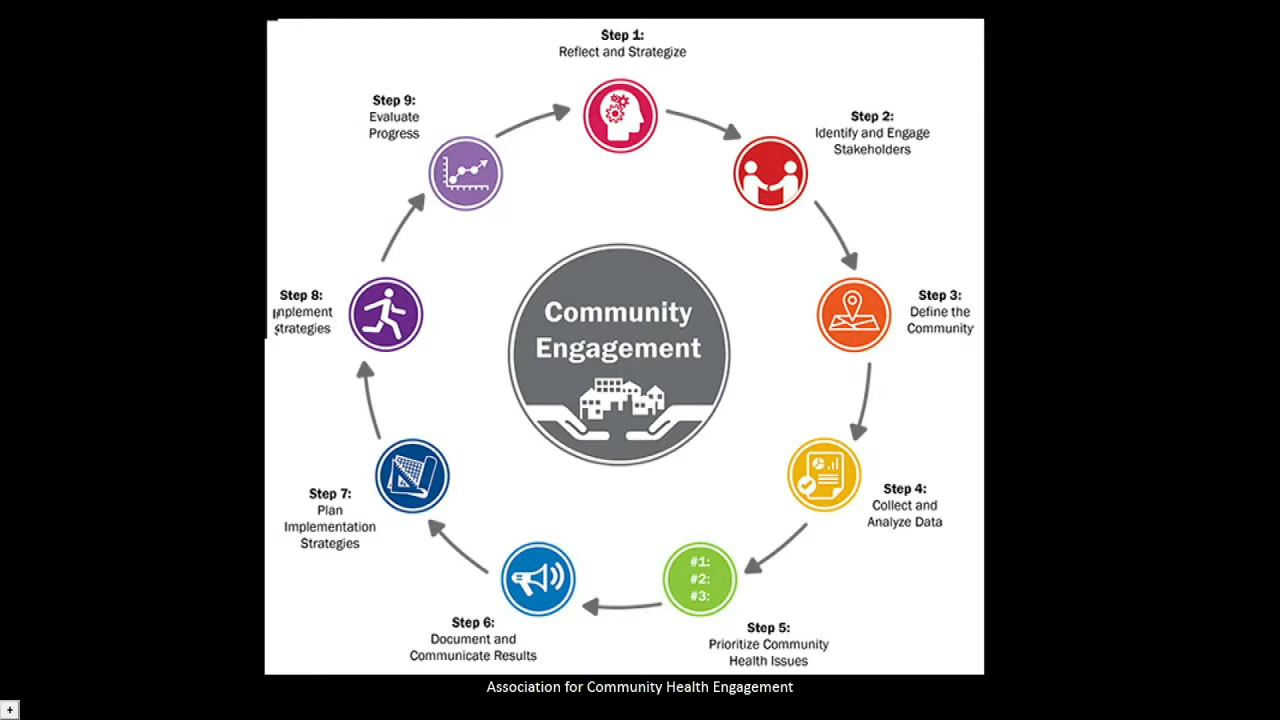 Step 1:
Reflect and Strategize
Step 2:
Identify and Engage
Stakeholders
Step 3:
Define the
Community
Step 4:
Collect and
Analyze Data
#1:
#2:
#3:
Step 5:
Prioritize Community
Health Issues
Step 6:
Document and
Communicate Results
Step 7:
Plan
Implementation
Strategies
Step 8:
Implement
Strategies
Step 9:
Evaluate
Progress
Community
Engagement
Association for Community Health Engagement
+